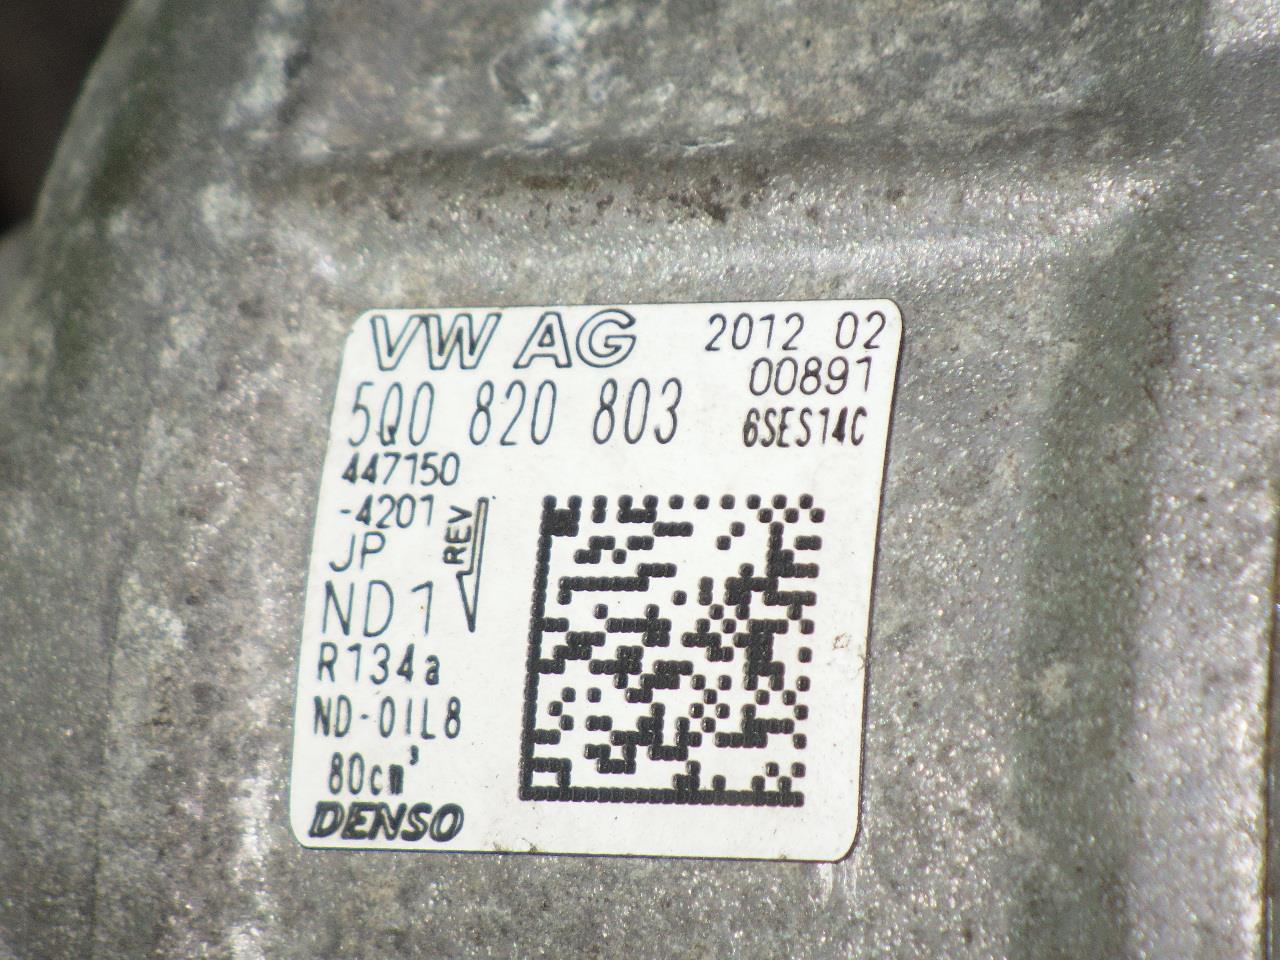 VW AG 2012 02
00891
5Q0 820 803 6SES14C
447150
-4201
REV
JP
ND1
R134a
ND-OIL8
80cm³
DENSO